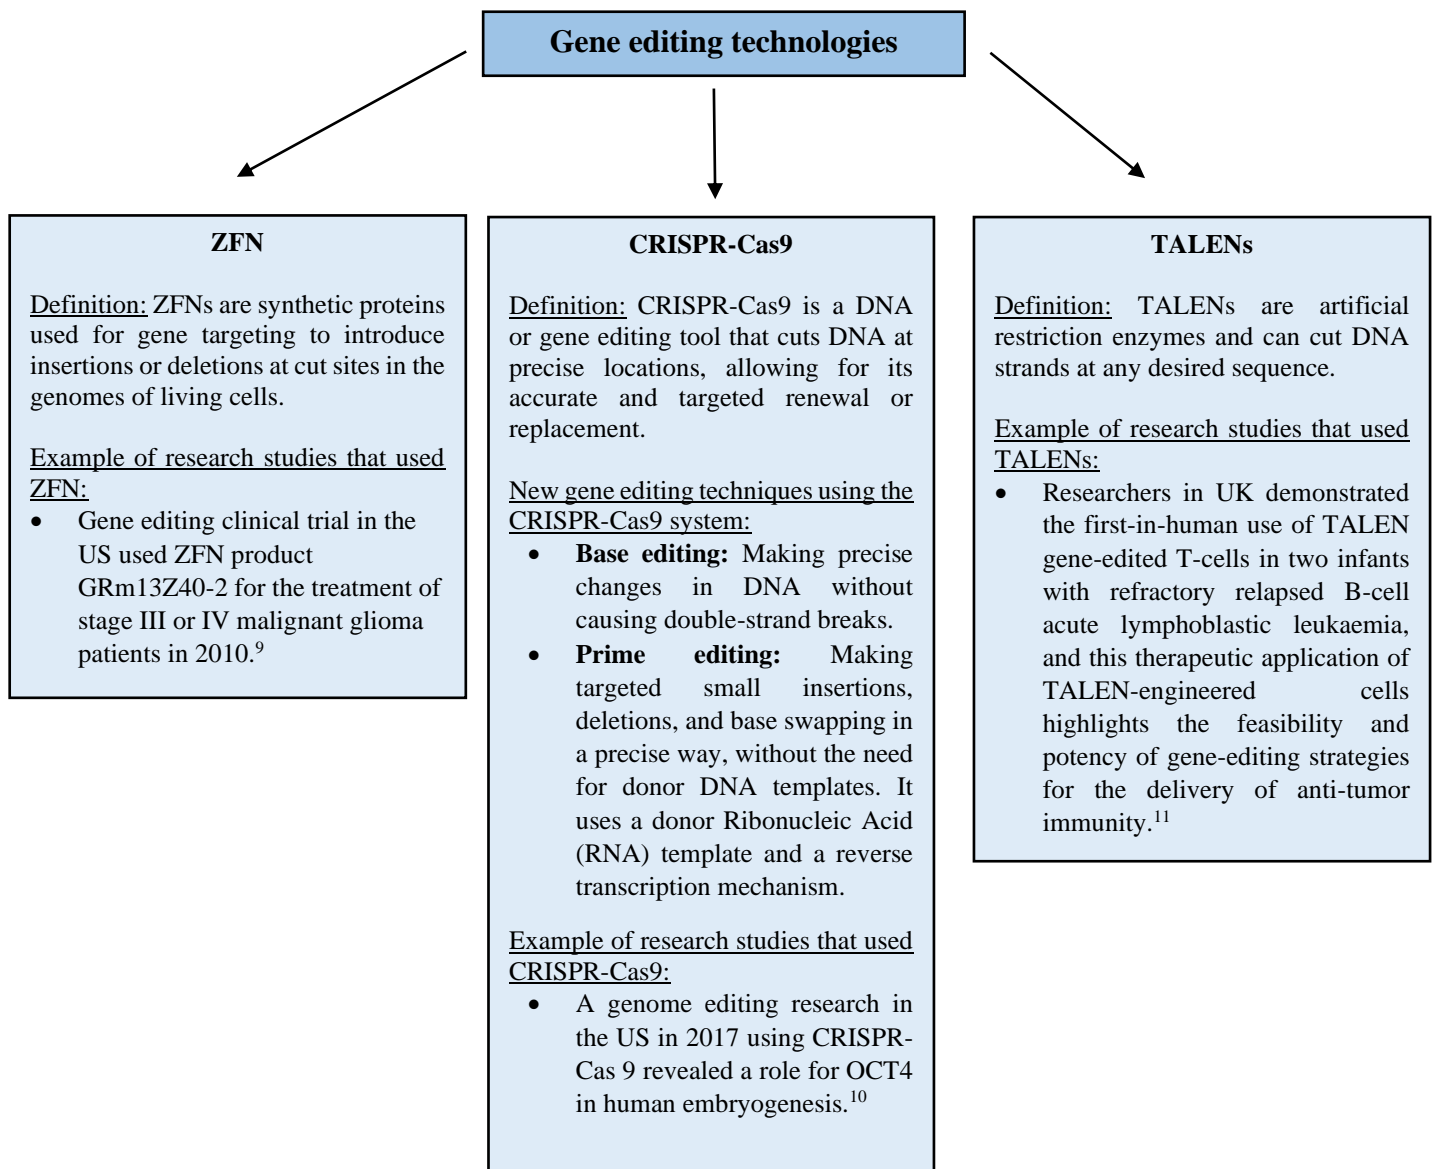 Gene editing technologies
ZFN
Definition: ZFNs are synthetic proteins
used for gene targeting to introduce
insertions or deletions at cut sites in the
genomes of living cells.
Example of research studies that used
ZFN:
• Gene editing clinical trial in the
US used ZFN product
GRm13Z40-2 for the treatment of
stage III or IV malignant glioma
patients in 2010.9
CRISPR-Cas9
Definition: CRISPR-Cas9 is a DNA
or gene editing tool that cuts DNA at
precise locations, allowing for its
accurate and targeted renewal or
replacement.
New gene editing techniques using the
CRISPR-Cas9 system:
• Base editing: Making precise
changes in DNA without
causing double-strand breaks.
• Prime editing: Making
targeted small insertions,
deletions, and base swapping in
a precise way, without the need
for donor DNA templates. It
uses a donor Ribonucleic Acid
(RNA) template and a reverse
transcription mechanism.
Example of research studies that used
CRISPR-Cas9:
• A genome editing research in
the US in 2017 using CRISPR-
Cas 9 revealed a role for OCT4
in human embryogenesis.10
TALENs
Definition: TALENs are artificial
restriction enzymes and can cut DNA
strands at any desired sequence.
Example of research studies that used
TALENs:
• Researchers in UK demonstrated
the first-in-human use of TALEN
gene-edited T-cells in two infants
with refractory relapsed B-cell
acute lymphoblastic leukaemia,
and this therapeutic application of
TALEN-engineered cells
highlights the feasibility and
potency of gene-editing strategies
for the delivery of anti-tumor
immunity.11